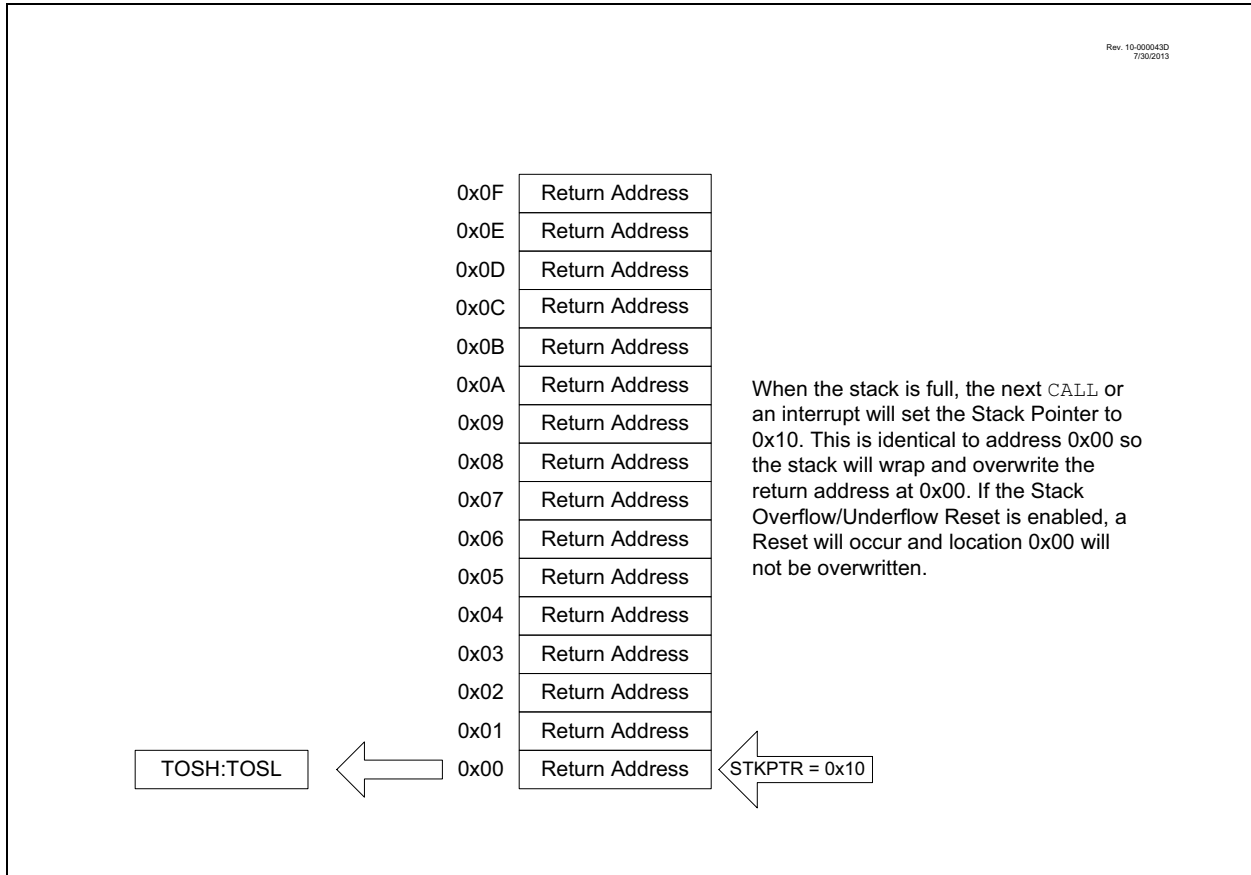 Rev. 10-000043D
7/30/2013
0x0F Return Address
0x0E Return Address
0x0D Return Address
0x0C Return Address
0x0B Return Address
0x0A Return Address
0x09 Return Address
0x08 Return Address
0x07 Return Address
0x06 Return Address
0x05 Return Address
0x04 Return Address
0x03 Return Address
0x02 Return Address
0x01 Return Address
TOSH:TOSL 0x00 Return Address STKPTR = 0x10
When the stack is full, the next CALL or
an interrupt will set the Stack Pointer to
0x10. This is identical to address 0x00 so
the stack will wrap and overwrite the
return address at 0x00. If the Stack
Overflow/Underflow Reset is enabled, a
Reset will occur and location 0x00 will
not be overwritten.